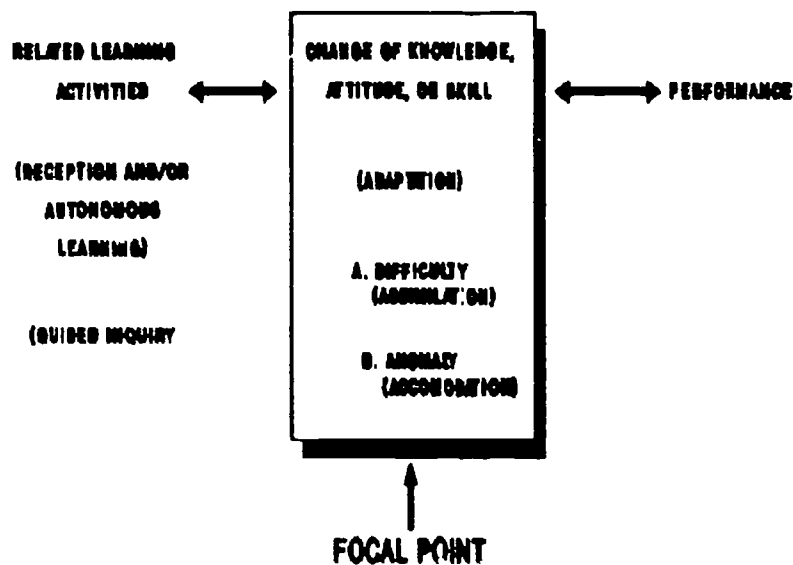 RELATED LEARNING
ACTIVITIES
(RECEPTION AND/OR
AUTONOMOUS
LEARNING)
(GUIDED INQUIRY
CHANGE OF KNOWLEDGE,
ATTITUDE, OR SKILL
(ADAPTATION)
A. DIFFICULTY
(ASSIMILATION)
B. ANOMALY
(ACCOMODATION)
PERFORMANCE
FOCAL POINT